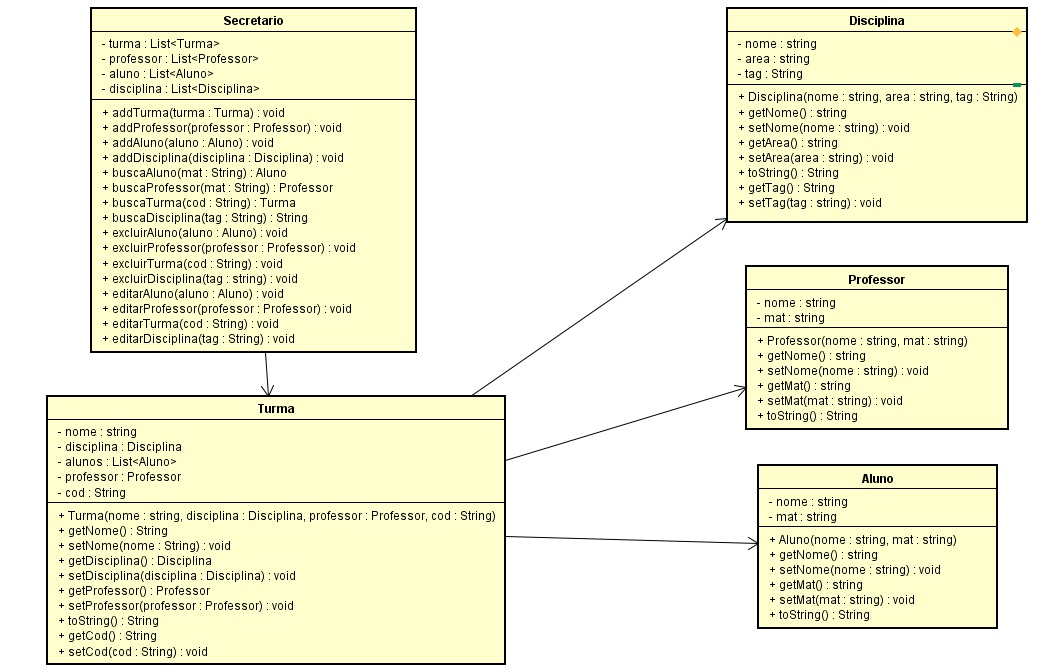 Secretario
- turma : List<Turma>
- professor : List<Professor>
- aluno : List<Aluno>
- disciplina : List<Disciplina>
+ addTurma(turma : Turma) : void
+ addProfessor(professor : Professor) : void
+ addAluno(aluno : Aluno) : void
+ addDisciplina(disciplina : Disciplina) : void
+ buscaAluno(mat : String) : Aluno
+ buscaProfessor(mat : String) : Professor
+ buscaTurma(cod : String) : Turma
+ buscaDisciplina(tag : String) : String
+ excluirAluno(aluno : Aluno) : void
+ excluirProfessor(professor : Professor) : void
+ excluirTurma(cod : String) : void
+ excluirDisciplina(tag : string) : void
+ editarAluno(aluno : Aluno) : void
+ editarProfessor(professor : Professor) : void
+ editarTurma(cod : String) : void
+ editarDisciplina(tag : String) : void
Disciplina
- nome : string
- area : string
- tag : String
+ Disciplina(nome : string, area : string, tag : String)
+ getNome() : string
+ setNome(nome : string) : void
+ getArea() : string
+ setArea(area : string) : void
+ toString() : String
+ getTag() : String
+ setTag(tag : string) : void
Professor
- nome : string
- mat : string
+ Professor(nome : string, mat : string)
+ getNome() : string
+ setNome(nome : string) : void
+ getMat() : string
+ setMat(mat : string) : void
+ toString() : String
Turma
- nome : string
- disciplina : Disciplina
- alunos : List<Aluno>
- professor : Professor
- cod : String
+ Turma(nome : string, disciplina : Disciplina, professor : Professor, cod : String)
+ getNome() : String
+ setNome(nome : String) : void
+ getDisciplina() : Disciplina
+ setDisciplina(disciplina : Disciplina) : void
+ getProfessor() : Professor
+ setProfessor(professor : Professor) : void
+ toString() : String
+ getCod() : String
+ setCod(cod : String) : void
Aluno
- nome : string
- mat : string
+ Aluno(nome : string, mat : string)
+ getNome() : string
+ setNome(nome : string) : void
+ getMat() : string
+ setMat(mat : string) : void
+ toString() : String